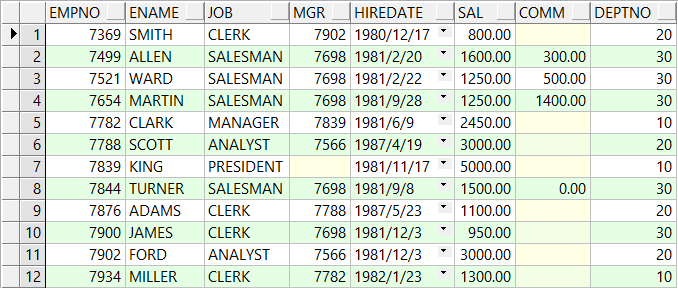 EMPNO ENAME JOB MGR HIREDATE SAL COMM DEPTNO
1 7369 SMITH CLERK 7902 1980/12/17 800.00 20
2 7499 ALLEN SALESMAN 7698 1981/2/20 1600.00 300.00 30
3 7521 WARD SALESMAN 7698 1981/2/22 1250.00 500.00 30
4 7654 MARTIN SALESMAN 7698 1981/9/28 1250.00 1400.00 30
5 7782 CLARK MANAGER 7839 1981/6/9 2450.00 10
6 7788 SCOTT ANALYST 7566 1987/4/19 3000.00 20
7 7839 KING PRESIDENT 1981/11/17 5000.00 10
8 7844 TURNER SALESMAN 7698 1981/9/8 1500.00 0.00 30
9 7876 ADAMS CLERK 7788 1987/5/23 1100.00 20
10 7900 JAMES CLERK 7698 1981/12/3 950.00 30
11 7902 FORD ANALYST 7566 1981/12/3 3000.00 20
12 7934 MILLER CLERK 7782 1982/1/23 1300.00 10